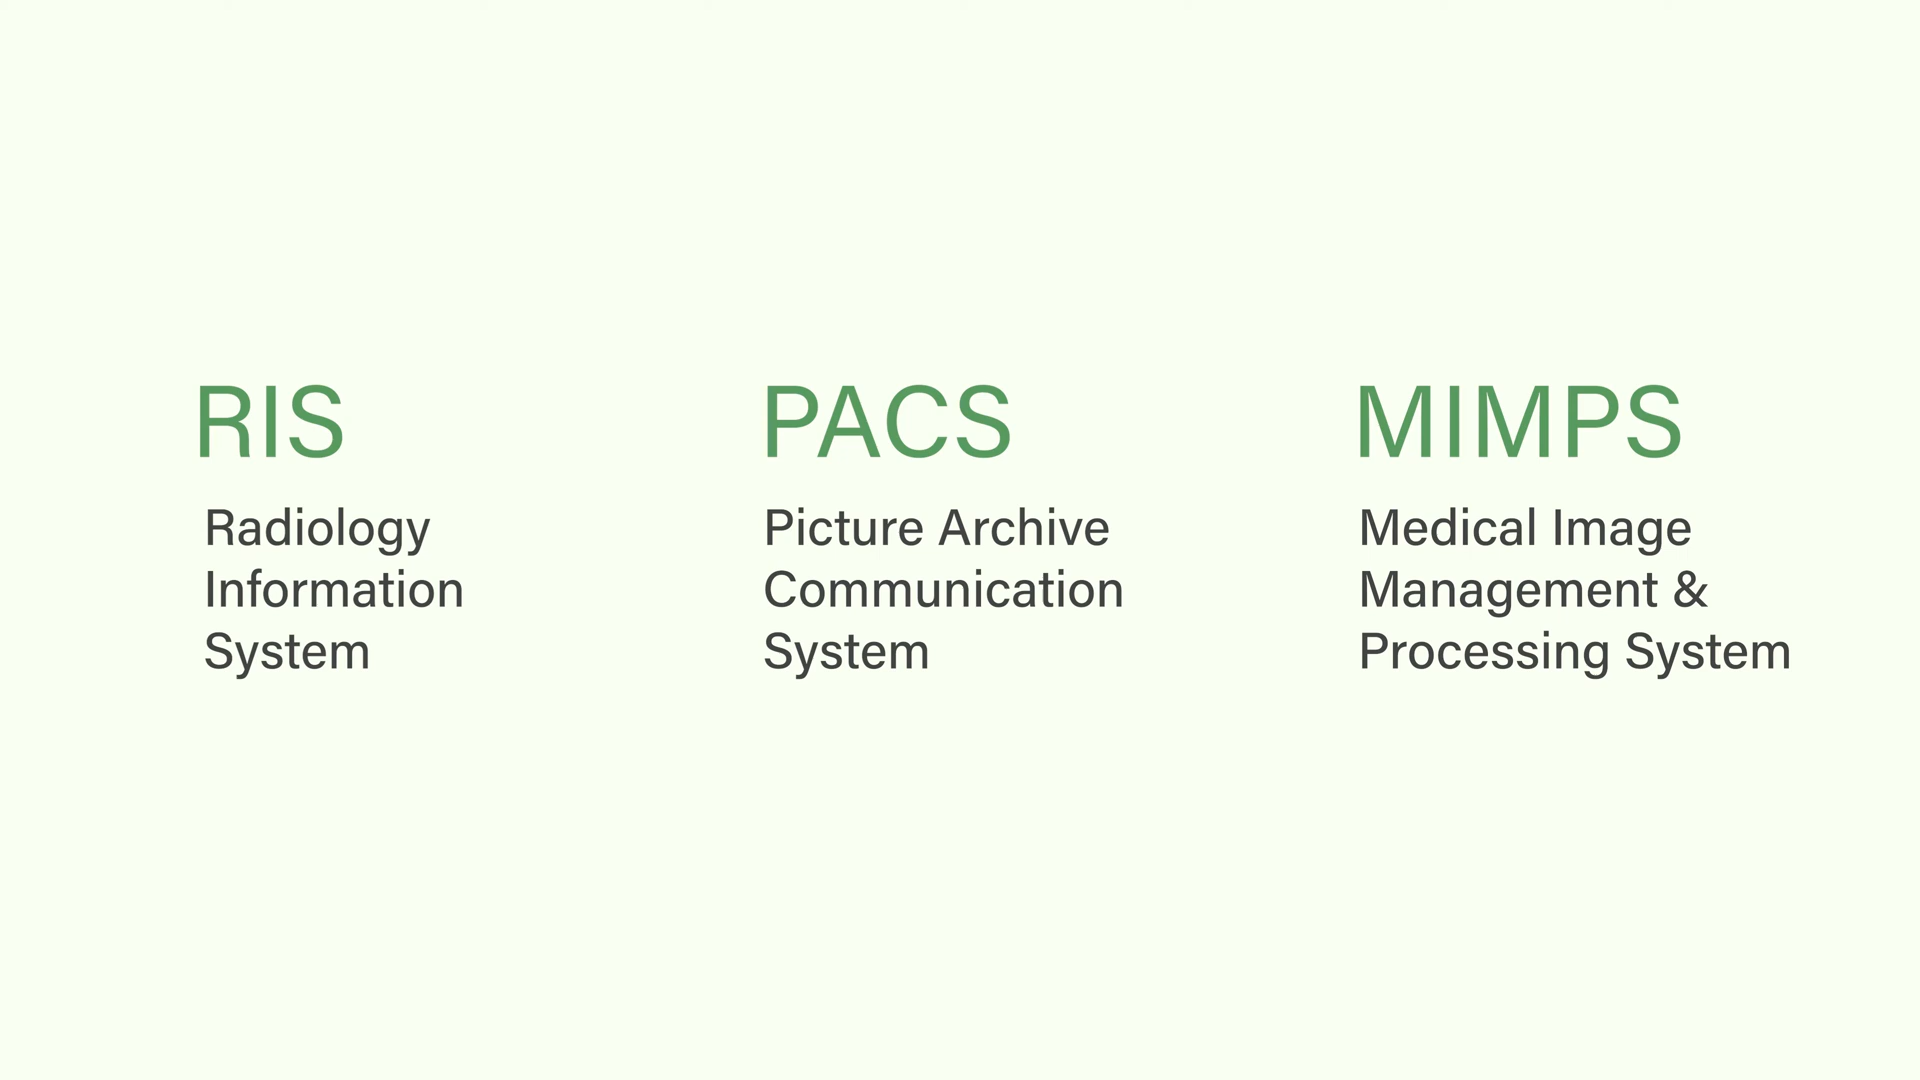 RIS
Radiology
Information
System
PACS
Picture Archive
Communication
System
MIMPS
Medical Image
Management &
Processing System